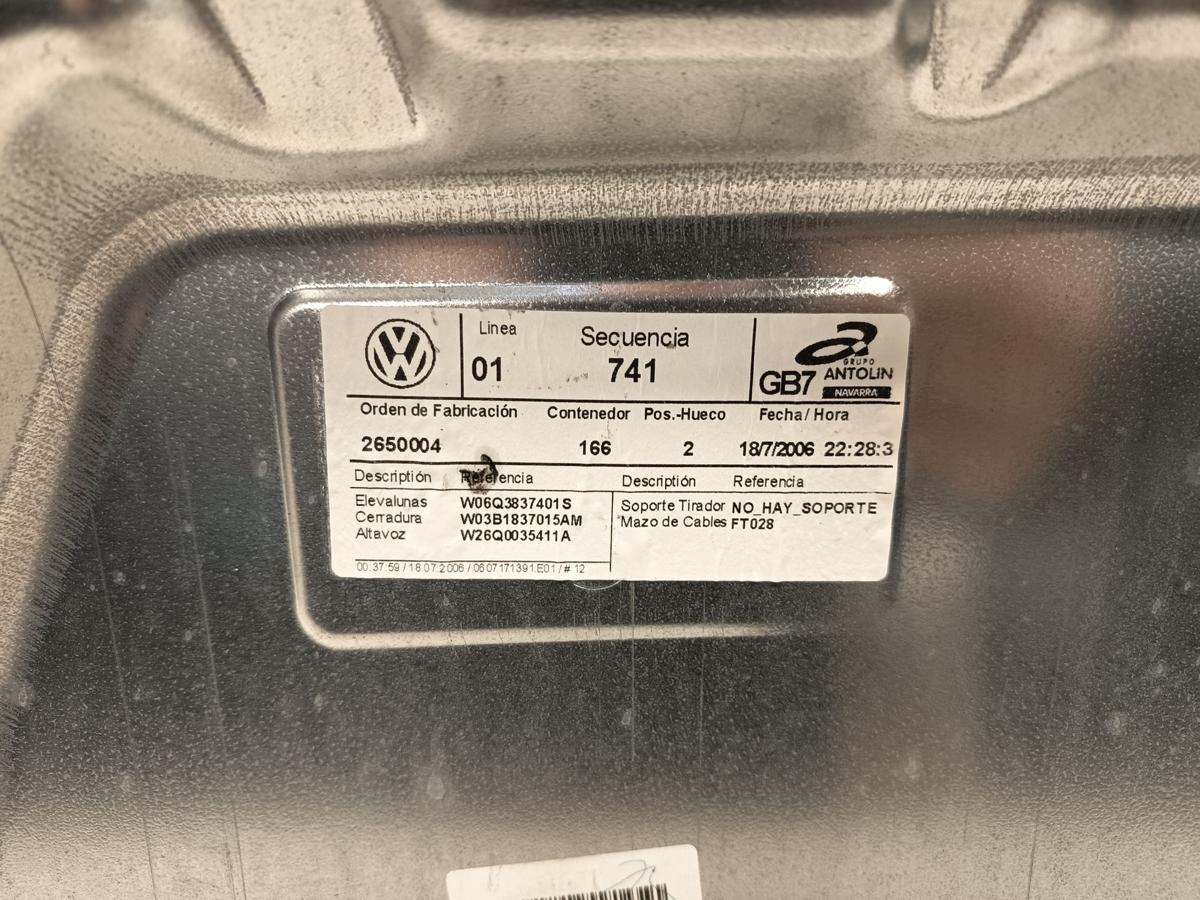 Linea
Secuencia
01
741
GB7
GRUPO
ANTOLIN
NAVARRA
Orden de Fabricación Contenedor Pos.-Hueco Fecha/ Hora
2650004 166 2 18/7/2006 22:28:3
Descriptión Referencia Descriptión Referencia
Elevalunas W06Q3837401S
Cerradura W03B1837015AM
Altavoz W26Q0035411A
Soporte Tirador NO_HAY_SOPORTE
Mazo de Cables FT028
00:37:59 / 18.07.2006 / 0607171391.E01 / # 12